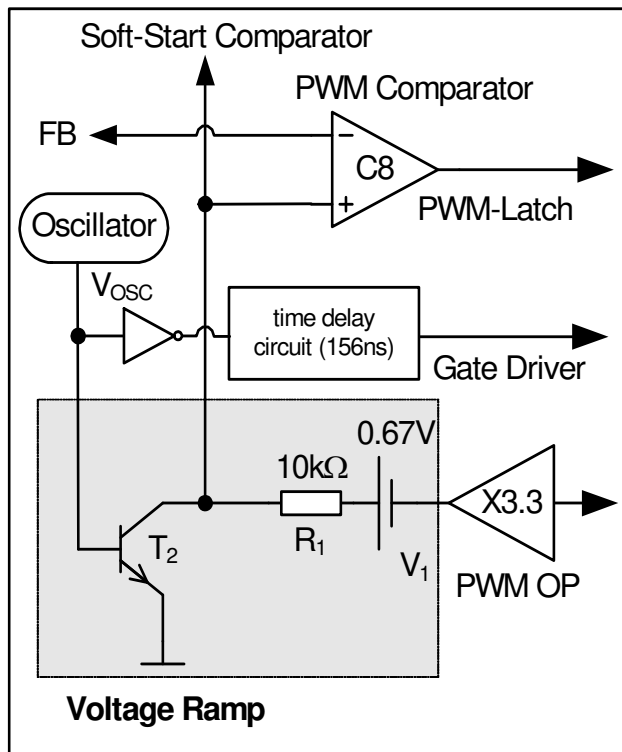 Soft-Start Comparator
PWM Comparator
FB
C8
PWM-Latch
Oscillator
V_OSC
time delay
circuit (156ns)
Gate Driver
0.67V
10kΩ
X3.3
R₁
T₂
V₁
PWM OP
Voltage Ramp